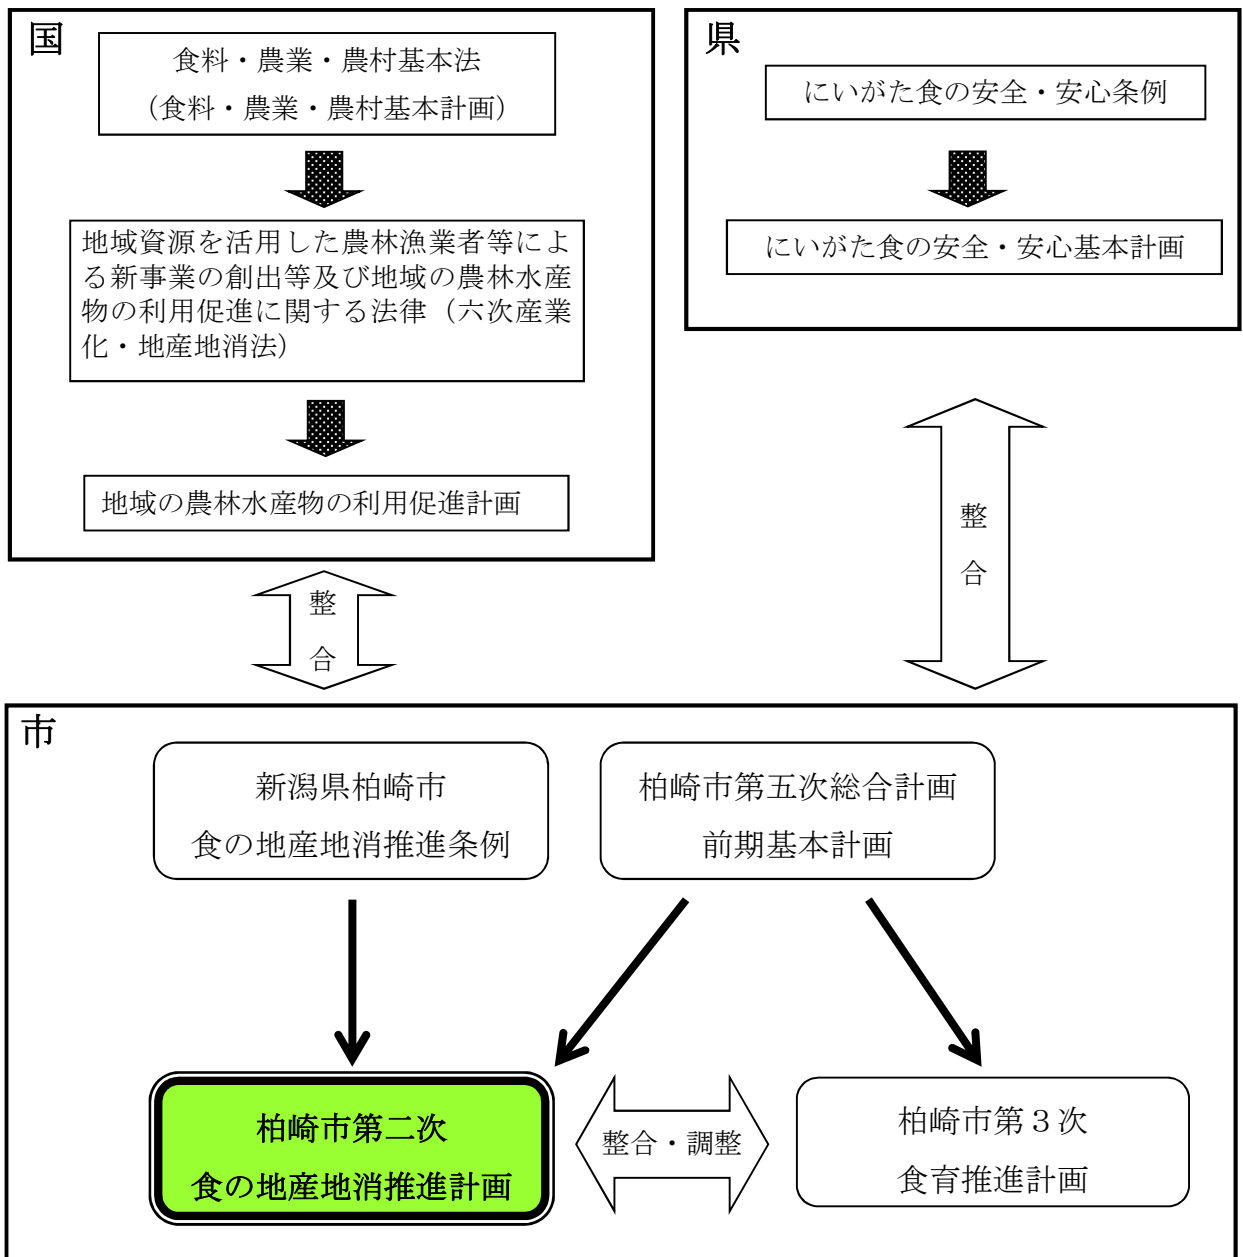 国
食料・農業・農村基本法
（食料・農業・農村基本計画）
地域資源を活用した農林漁業者等によ
る新事業の創出等及び地域の農林水産
物の利用促進に関する法律（六次産業
化・地産地消法）
地域の農林水産物の利用促進計画
県
にいがた食の安全・安心条例
にいがた食の安全・安心基本計画
整
合
整
合
市
新潟県柏崎市
食の地産地消推進条例
柏崎市第五次総合計画
前期基本計画
柏崎市第二次
食の地産地消推進計画
整合・調整
柏崎市第３次
食育推進計画